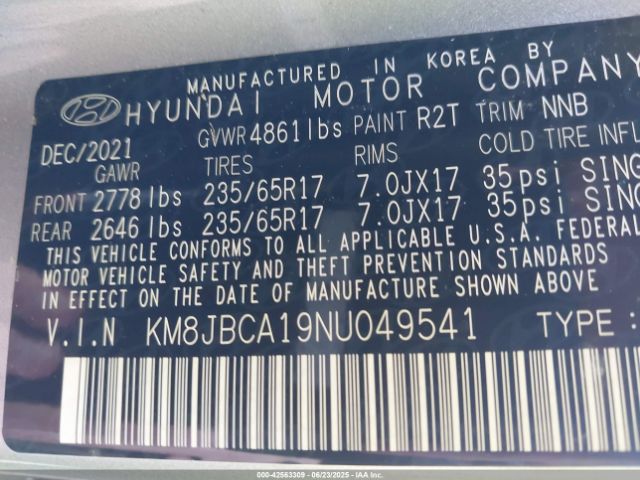 MANUFACTURED IN KOREA BY
HYUNDAI MOTOR COMPANY
DEC/2021 GVWR 4861lbs PAINT R2T TRIM NNB
GAWR TIRES RIMS COLD TIRE INFL
FRONT 2778 lbs 235/65R17 7.0JX17 35psi SING
REAR 2646 lbs 235/65R17 7.0JX17 35psi SING
THIS VEHICLE CONFORMS TO ALL APPLICABLE U.S.A. FEDERAL
MOTOR VEHICLE SAFETY AND THEFT PREVENTION STANDARDS
IN EFFECT ON THE DATE OF MANUFACTURE SHOWN ABOVE
V.I.N KM8JBCA19NU049541 TYPE :
000-42563309 - 06/23/2025 - IAA Inc.